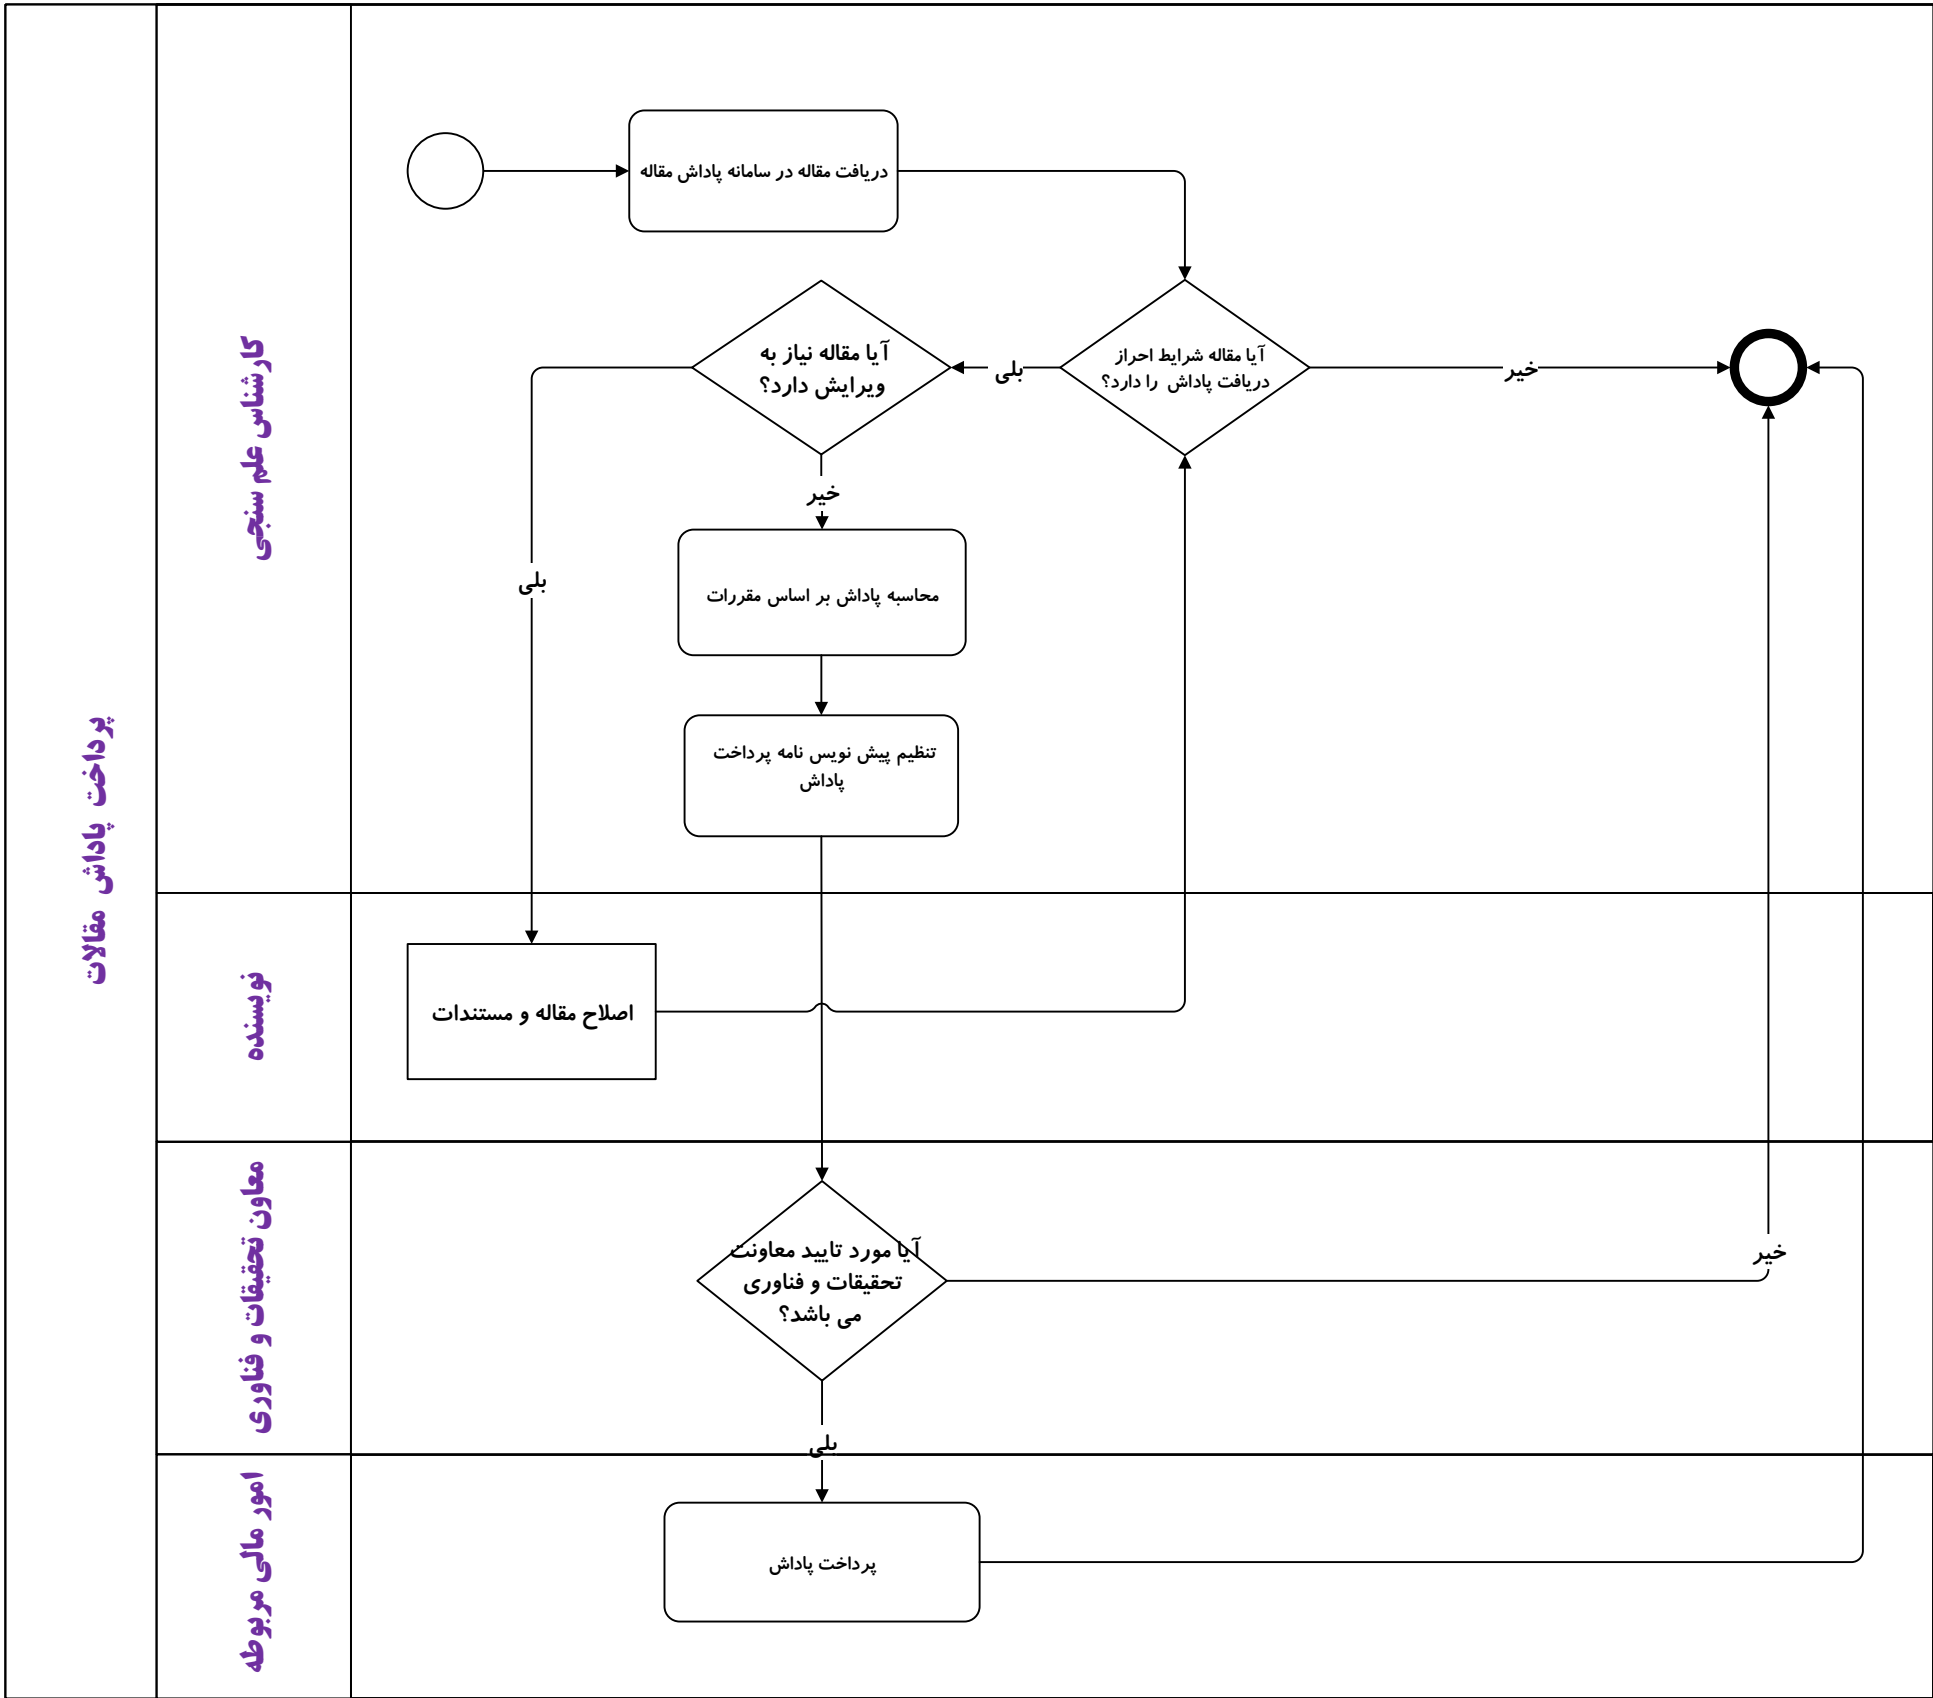 پرداخت پاداش مقالات
کارشناس علم سنجی
دریافت مقاله در سامانه پاداش مقاله
آیا مقاله شرایط احراز
دریافت پاداش را دارد؟
خیر
بلی
آیا مقاله نیاز به
ویرایش دارد؟
خیر
بلی
محاسبه پاداش بر اساس مقررات
تنظیم پیش نویس نامه پرداخت
پاداش
نویسنده
اصلاح مقاله و مستندات
معاون تحقیقات و فناوری
آیا مورد تایید معاونت
تحقیقات و فناوری
می باشد؟
خیر
بلی
امور مالی مربوطه
پرداخت پاداش